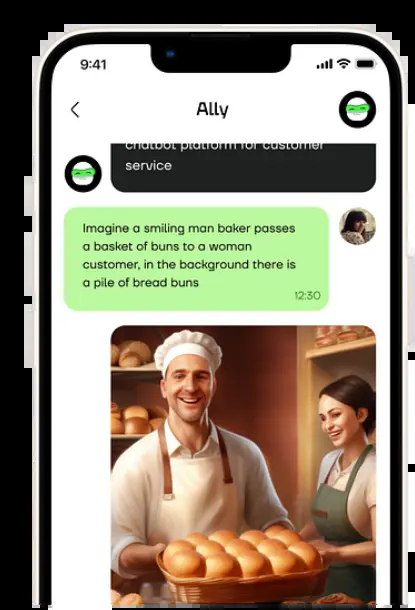 9:41
Ally
chatbot platform for customer
service
Imagine a smiling man baker passes
a basket of buns to a woman
customer, in the background there is
a pile of bread buns
12:30